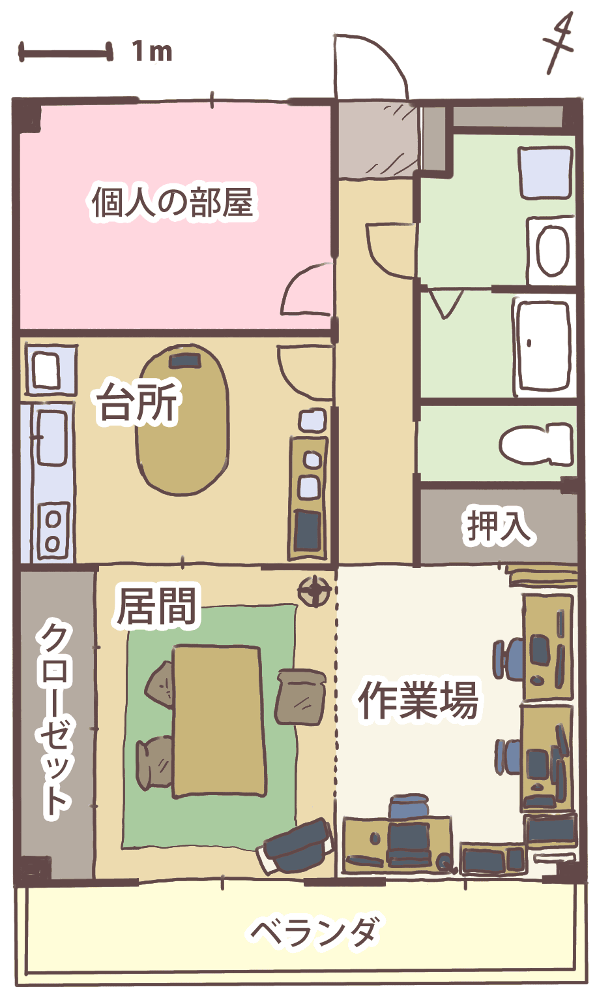 1m
個人の部屋
台所
押入
居間
クローゼット
作業場
ベランダ